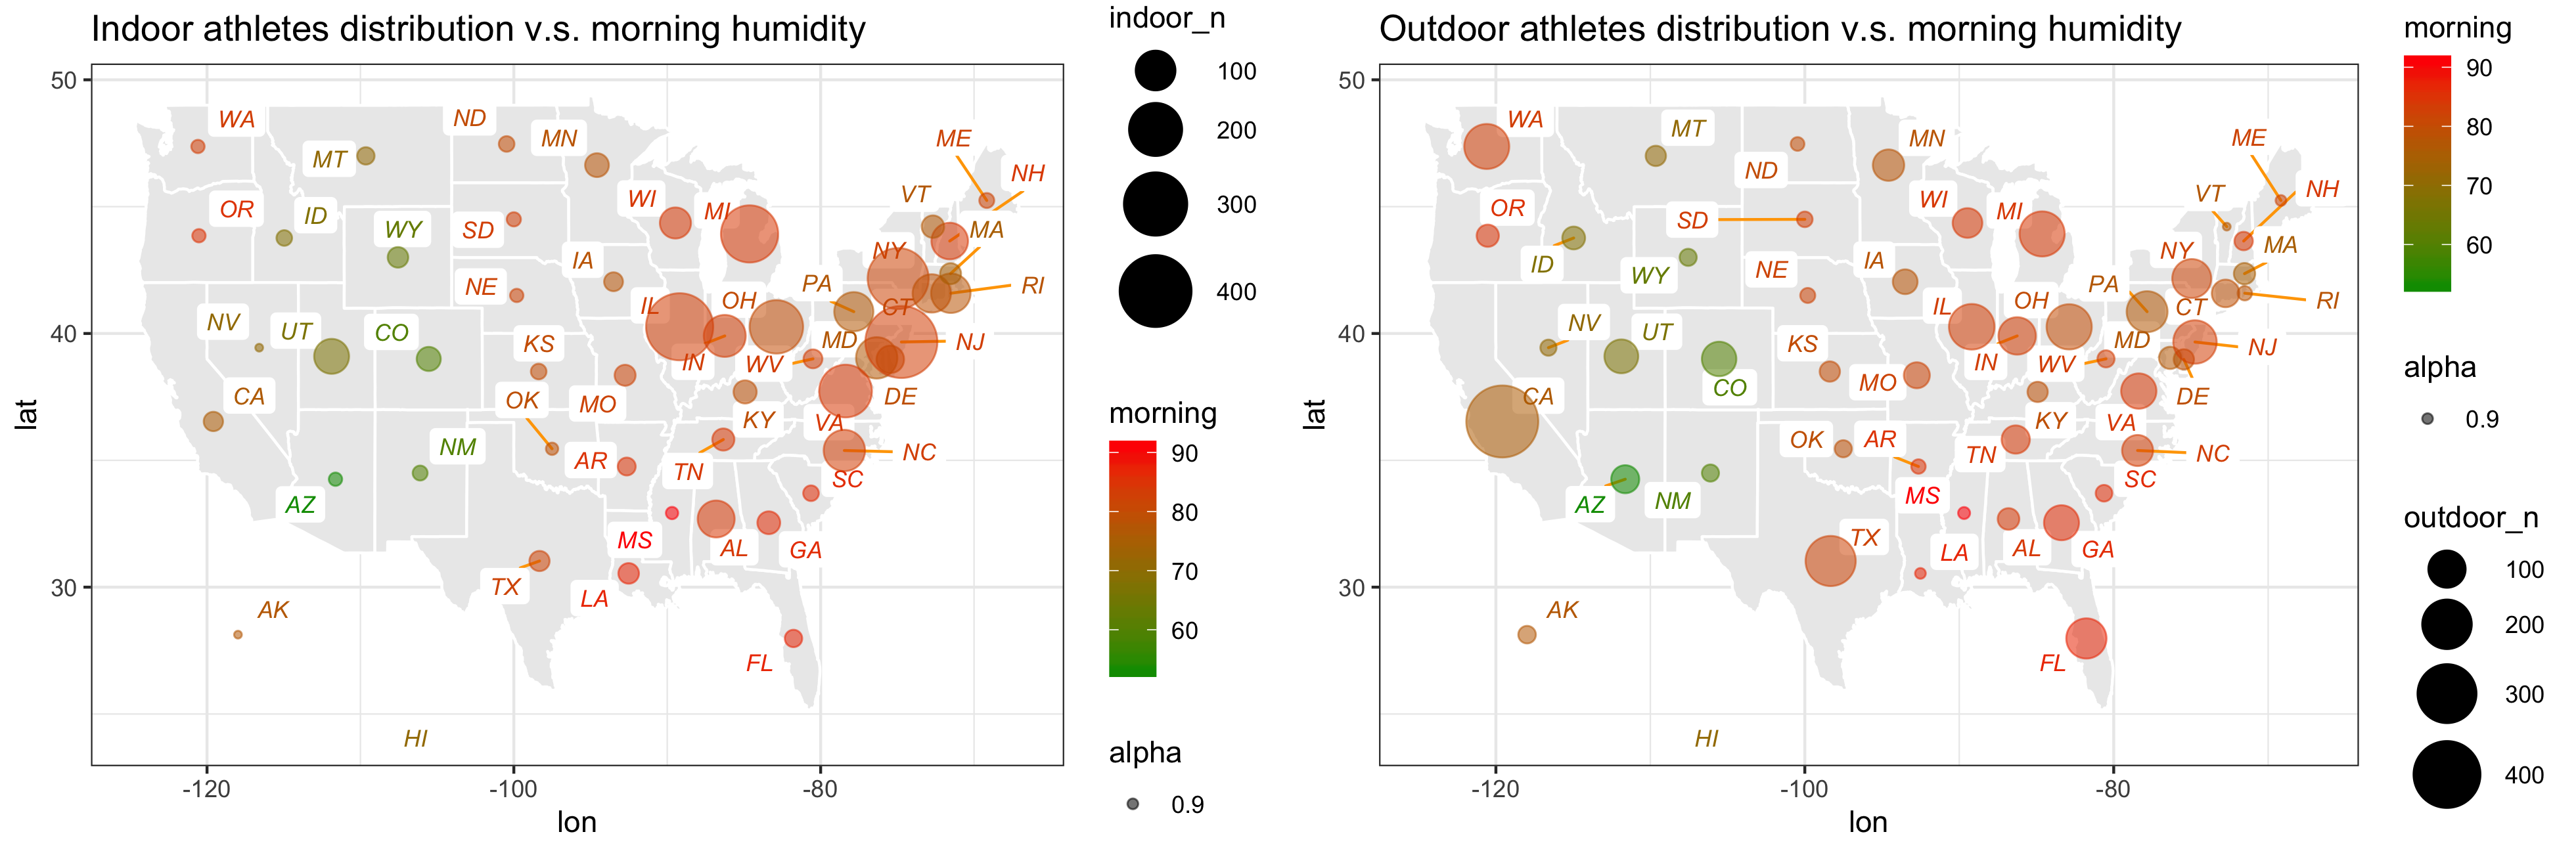 Indoor athletes distribution v.s. morning humidity
50
40
30
lat
-120
-100
-80
lon
WA
ND
MN
ME
MT
NH
VT
WI
MI
OR
ID
WY
SD
MA
NY
IA
PA
NE
OH
RI
IL
CT
NV
UT
CO
KS
MD
NJ
IN
WV
CA
OK
MO
DE
KY
VA
NM
AR
TN
NC
SC
AZ
MS
AL
GA
TX
LA
AK
FL
HI
indoor_n
100
200
300
400
morning
90
80
70
60
alpha
0.9
Outdoor athletes distribution v.s. morning humidity
50
40
30
lat
-120
-100
-80
lon
WA
MT
MN
ME
ND
NH
VT
WI
OR
MI
SD
MA
NY
ID
WY
NE
IA
PA
OH
RI
IL
CT
NV
UT
KS
MD
NJ
IN
WV
CO
MO
CA
DE
KY
VA
OK
AR
TN
NC
SC
MS
AZ
NM
TX
LA
AL
GA
AK
FL
HI
morning
90
80
70
60
alpha
0.9
outdoor_n
100
200
300
400